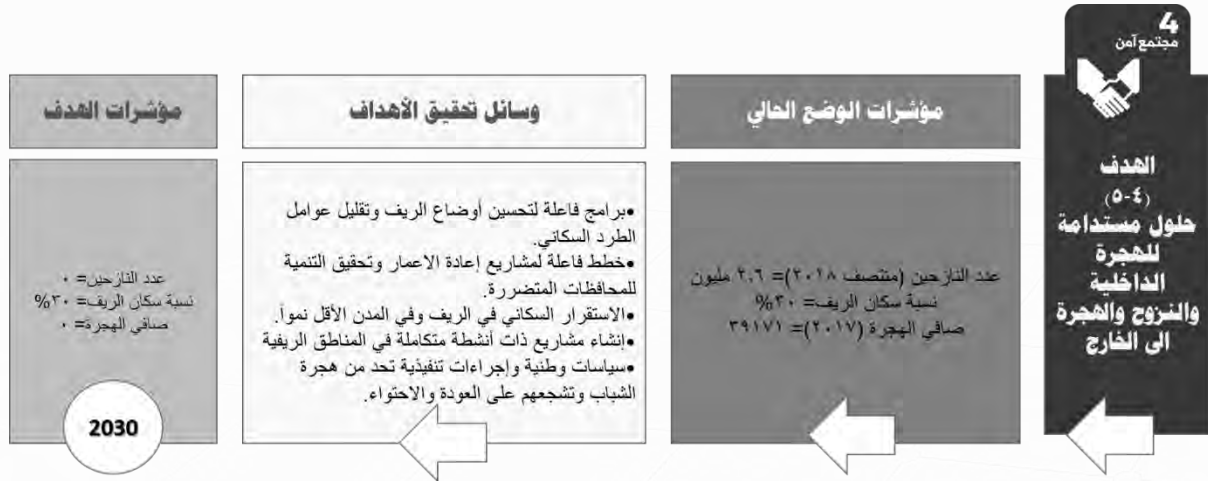 4
مجتمع آمن
الهدف
(٤-٥)
حلول مستدامة
للهجرة
الداخلية
والنزوح والهجرة
الى الخارج
مؤشرات الوضع الحالي
عدد النازحين (منتصف ٢٠١٨)= ٢.٦ مليون
نسبة سكان الريف= ٣٠%
صافي الهجرة (٢٠١٧)= ٣٩١٧١
وسائل تحقيق الأهداف
•برامج فاعلة لتحسين أوضاع الريف وتقليل عوامل
الطرد السكاني.
•خطط فاعلة لمشاريع إعادة الاعمار وتحقيق التنمية
للمحافظات المتضررة.
•الاستقرار السكاني في الريف وفي المدن الأقل نمواً.
•إنشاء مشاريع ذات أنشطة متكاملة في المناطق الريفية
•سياسات وطنية وإجراءات تنفيذية تحد من هجرة
الشباب وتشجعهم على العودة والاحتواء.
مؤشرات الهدف
عدد النازحين= ٠
نسبة سكان الريف= ٣٠%
صافي الهجرة= ٠
2030